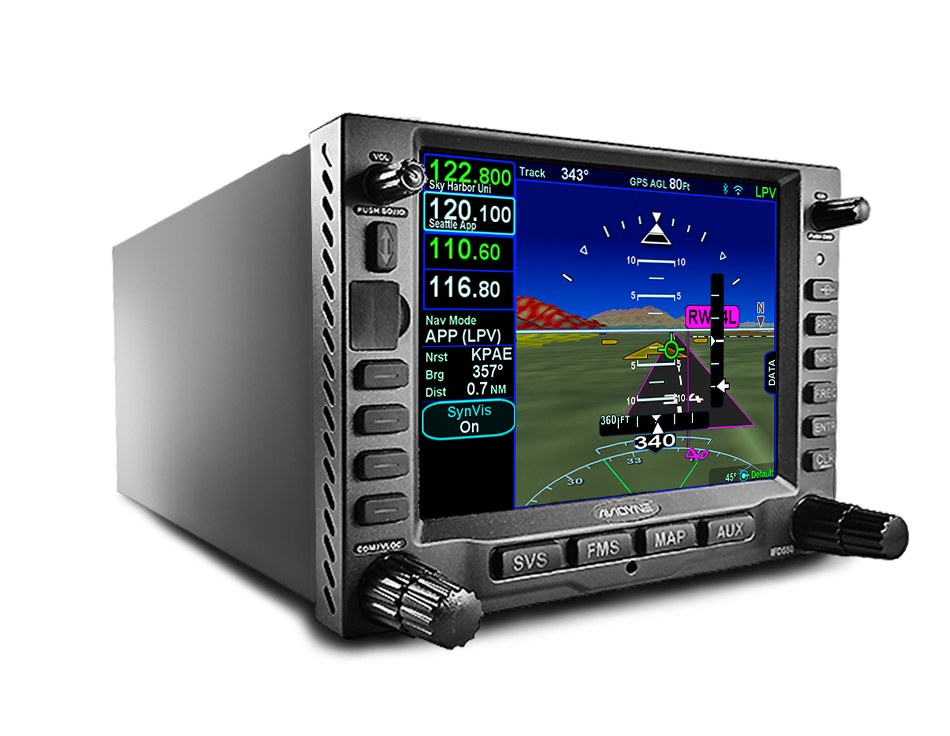 VOL
122.800
Sky Harbor Uni
120.100
Seattle App
110.60
116.80
Nav Mode
APP (LPV)
Nrst KPAE
Brg 357°
Dist 0.7 NM
SynVis
On
Track 343°
GPS AGL 80Ft
LPV
10 10
5 5
N
5 5
10 10
360 FT
340
33
30
45° Default
DATA
PROC
NRST
FREQ
ENTR
CLR
AVIDYNE
SVS
FMS
MAP
AUX
COM/VLOC
IFD550